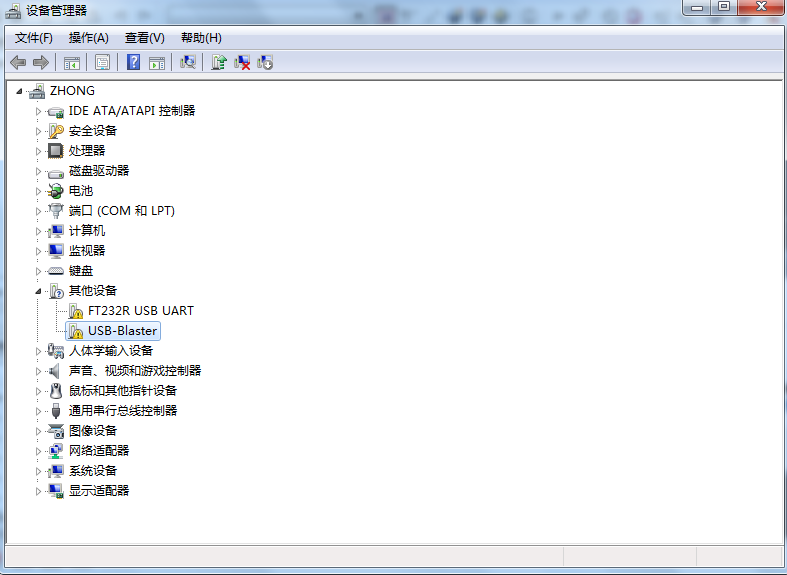 设备管理器
文件(F) 操作(A) 查看(V) 帮助(H)
ZHONG
IDE ATA/ATAPI 控制器
安全设备
处理器
磁盘驱动器
电池
端口 (COM 和 LPT)
计算机
监视器
键盘
其他设备
FT232R USB UART
USB-Blaster
人体学输入设备
声音、视频和游戏控制器
鼠标和其他指针设备
通用串行总线控制器
图像设备
网络适配器
系统设备
显示适配器